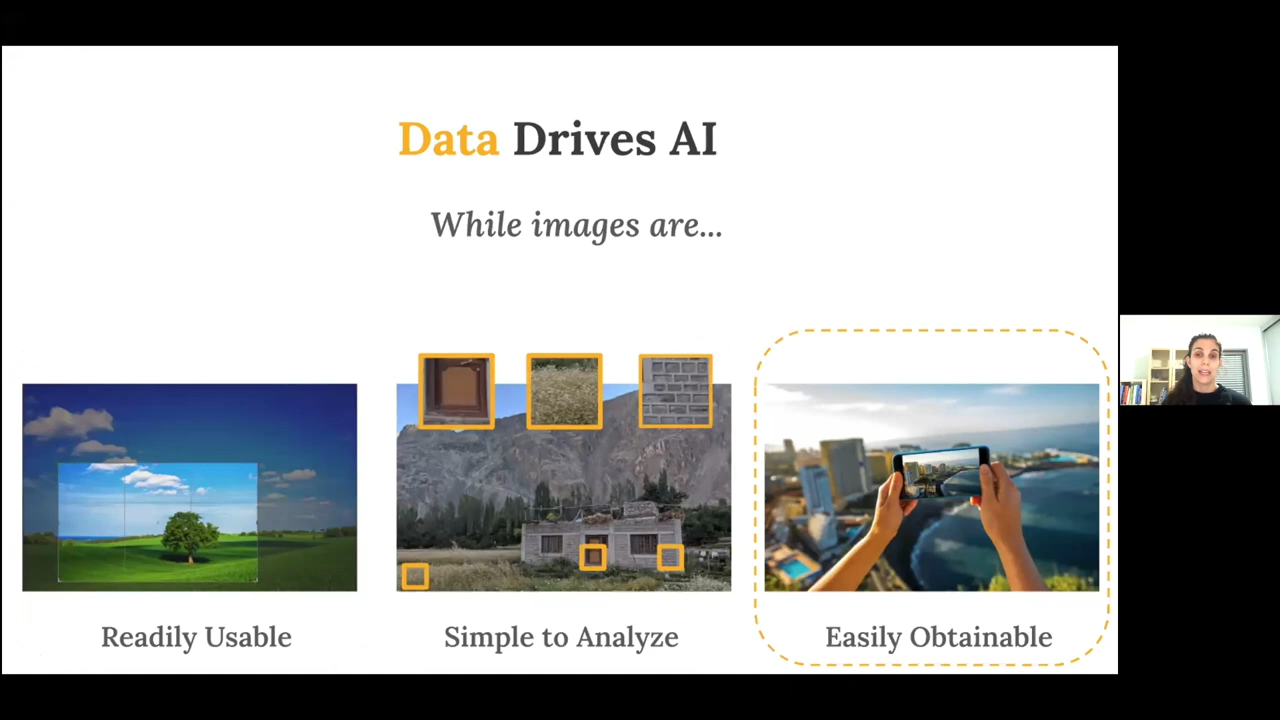 Data Drives AI
While images are...
Readily Usable
Simple to Analyze
Easily Obtainable